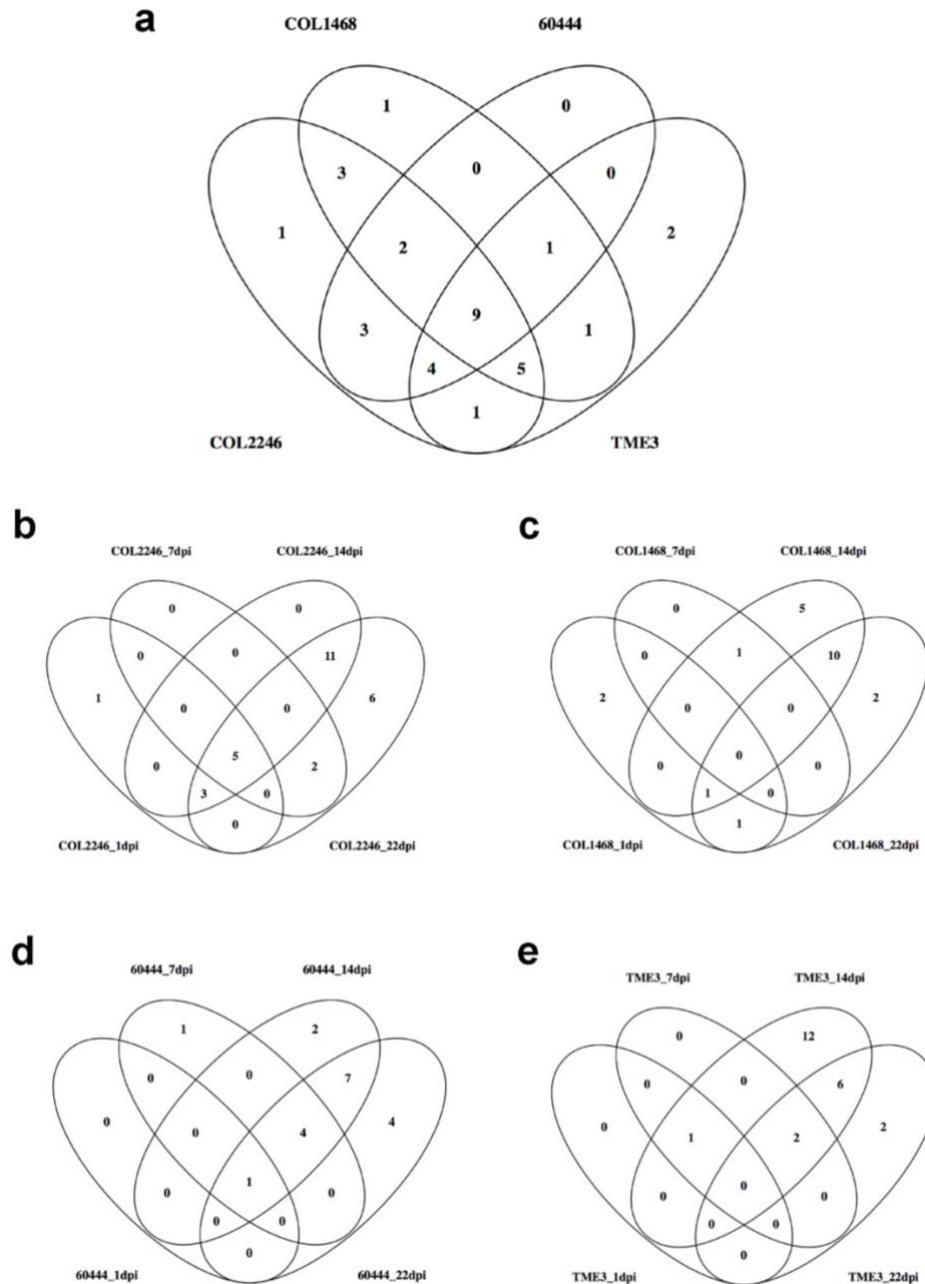 a
COL1468 60444
1 0
3 0 0
1 2 1 2
9
3 1
4 5
1
COL2246 TME3
b c
COL2246_7dpi COL2246_14dpi COL1468_7dpi COL1468_14dpi
0 0 0 5
0 0 11 0 1 10
1 0 0 6 2 0 0 2
5 0
0 2 0 0
3 0 1 0
0 1
COL2246_1dpi COL2246_22dpi COL1468_1dpi COL1468_22dpi
d e
60444_7dpi 60444_14dpi TME3_7dpi TME3_14dpi
1 2 0 12
0 0 7 0 0 6
0 0 4 4 0 1 2 2
1 0
0 0 0 0
0 0 0 0
0 0
60444_1dpi 60444_22dpi TME3_1dpi TME3_22dpi